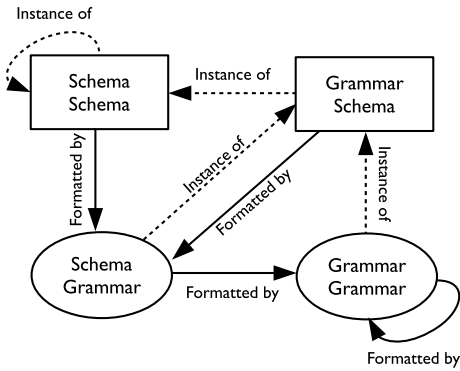 Instance of
Schema
Schema
Instance of
Grammar
Schema
Formatted by
Instance of
Formatted by
Instance of
Schema
Grammar
Formatted by
Grammar
Grammar
Formatted by